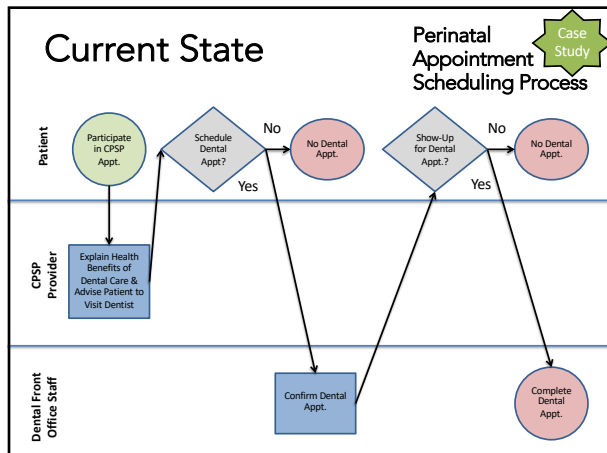 Current State
Perinatal
Appointment
Scheduling Process
Case
Study
Patient
Participate
in CPSP
Appt.
Schedule
Dental
Appt?
No
Yes
No Dental
Appt.
Show-Up
for Dental
Appt.?
No
Yes
No Dental
Appt.
CPSP
Provider
Explain Health
Benefits of
Dental Care &
Advise Patient to
Visit Dentist
Dental Front
Office Staff
Confirm Dental
Appt.
Complete
Dental
Appt.